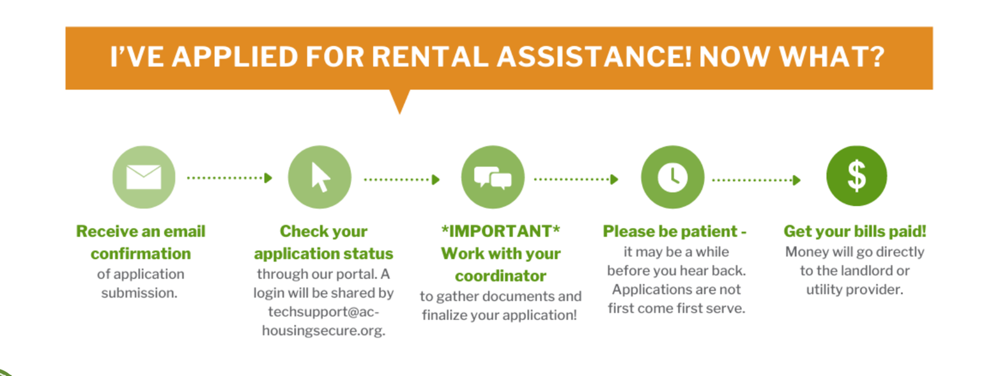 I'VE APPLIED FOR RENTAL ASSISTANCE! NOW WHAT?
Receive an email
confirmation
of application
submission.
Check your
application status
through our portal. A
login will be shared by
techsupport@ac-
housingsecure.org.
*IMPORTANT*
Work with your
coordinator
to gather documents and
finalize your application!
Please be patient -
it may be a while
before you hear back.
Applications are not
first come first serve.
$
Get your bills paid!
Money will go directly
to the landlord or
utility provider.